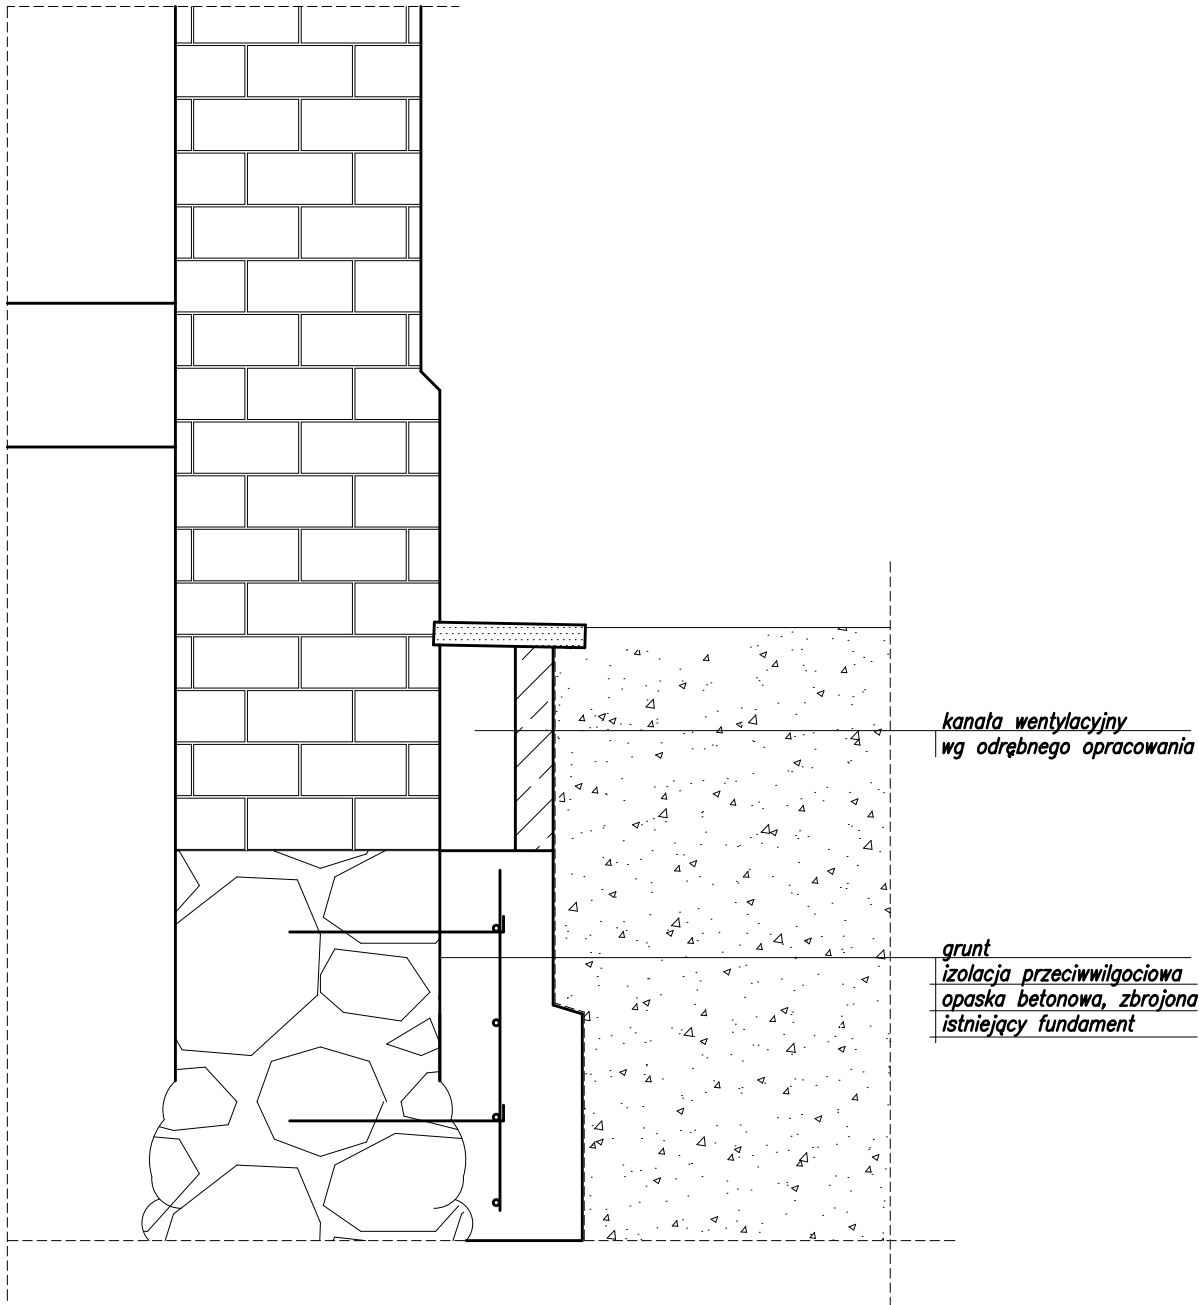 kanała wentylacyjny
wg odrębnego opracowania
grunt
izolacja przeciwwilgociowa
opaska betonowa, zbrojona
istniejący fundament